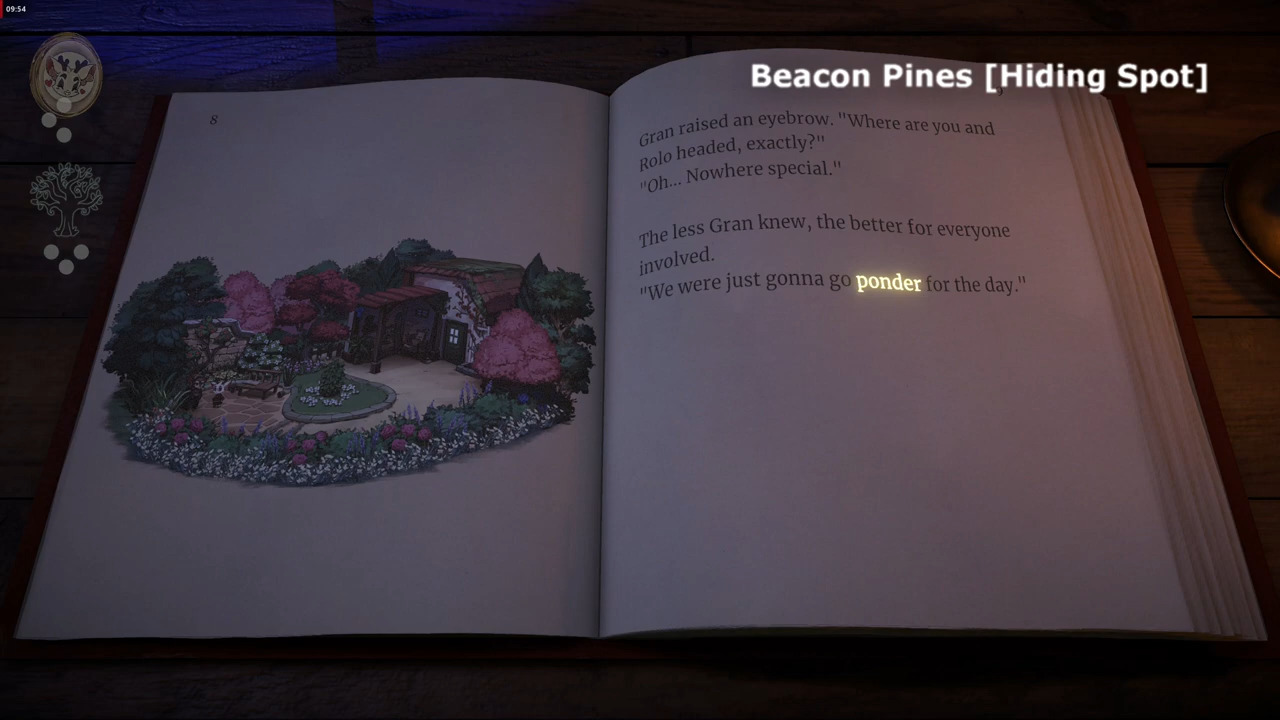 09:54
Beacon Pines [Hiding Spot]
8
Gran raised an eyebrow. "Where are you and
Rolo headed, exactly?"
"Oh... Nowhere special."
The less Gran knew, the better for everyone
involved.
"We were just gonna go ponder for the day."